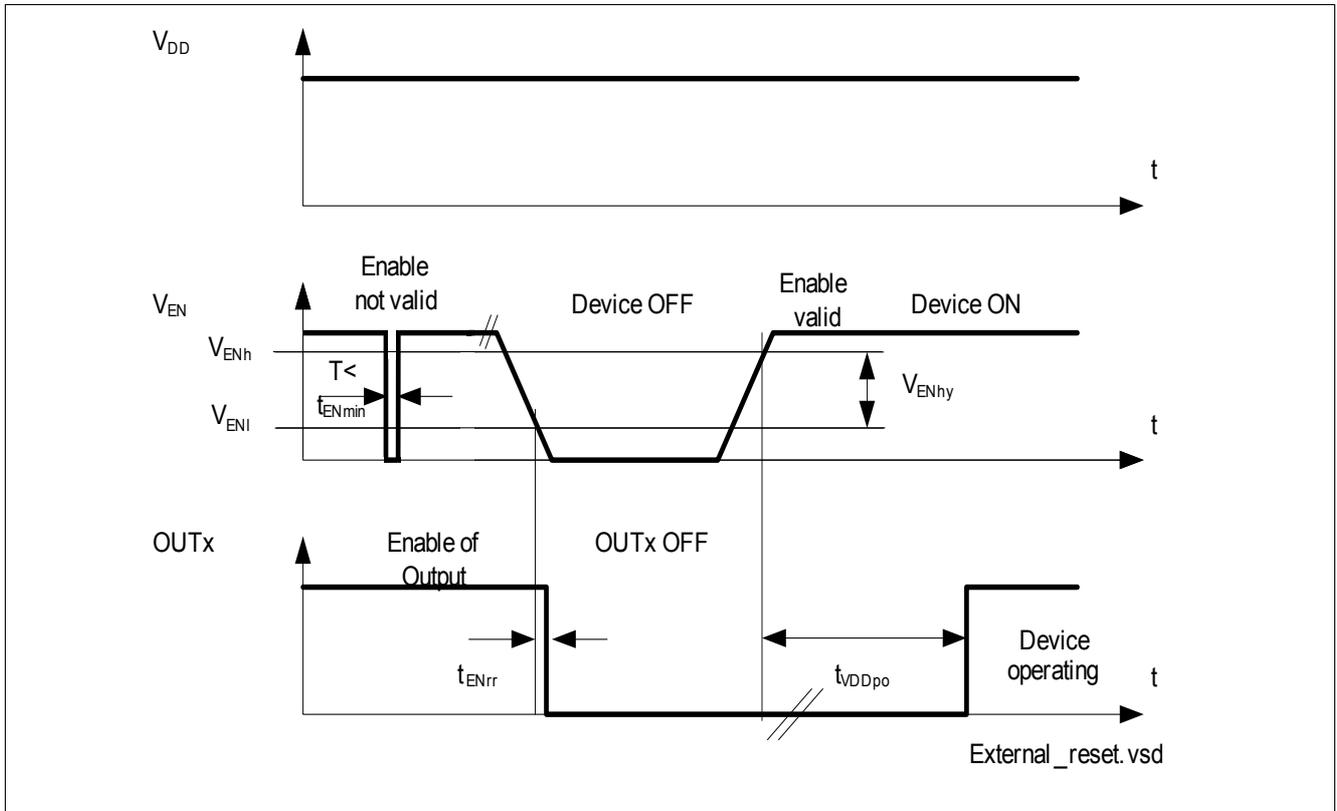 VDD
t
Enable
not valid
VEN
Device OFF
Enable
valid
Device ON
VENh
T<
tENmin
VENhy
VENl
t
OUTx
Enable of
Output
OUTx OFF
tENrr
tVDDpo
Device
operating
t
External_reset.vsd